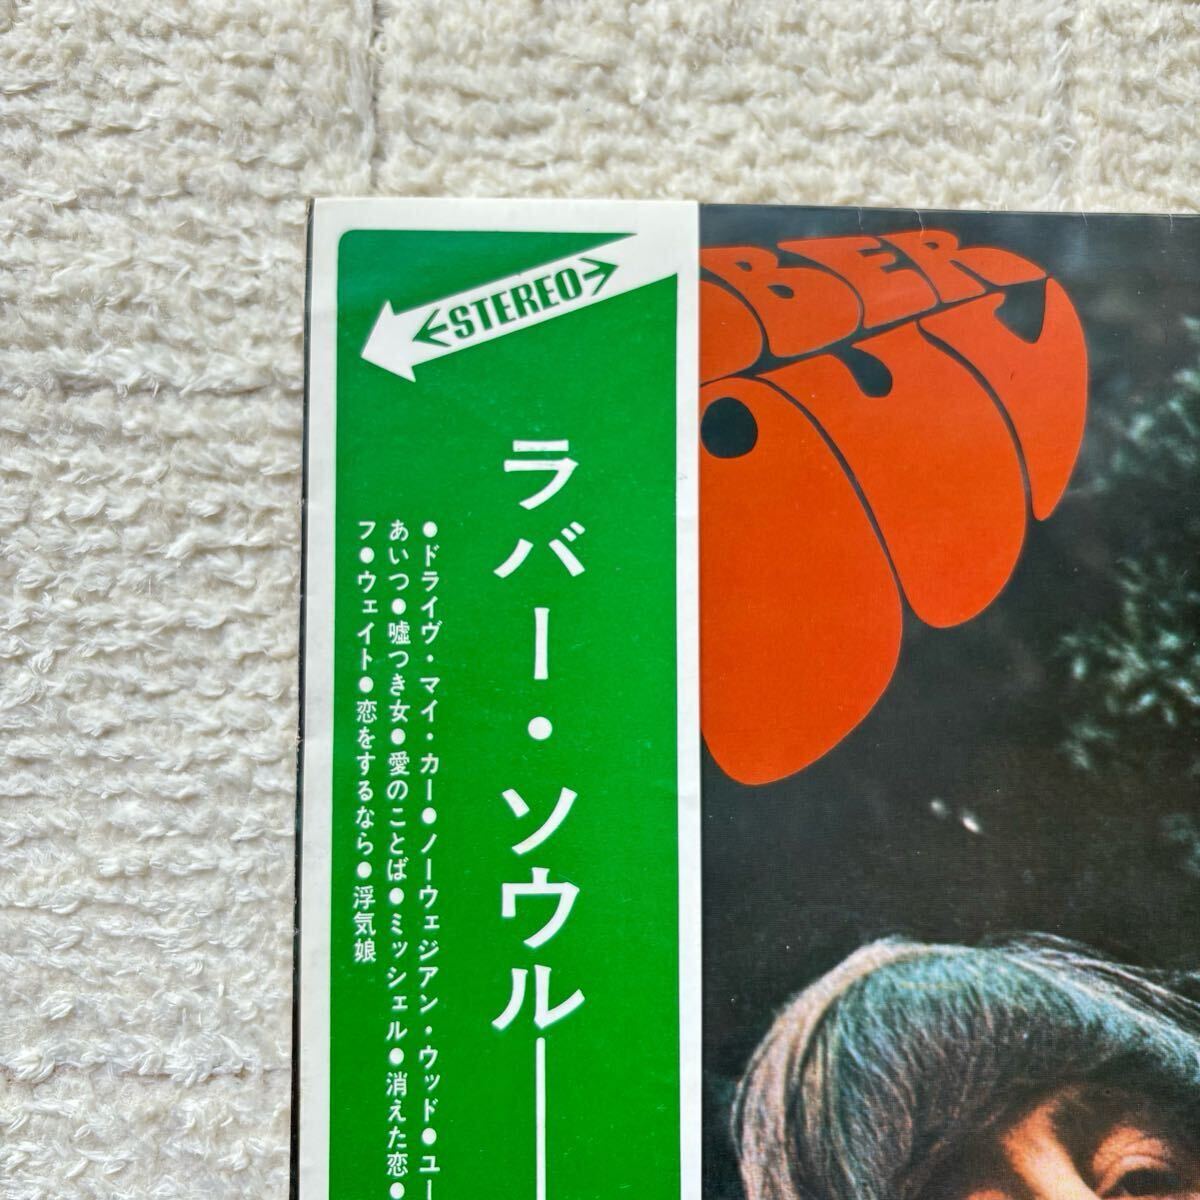 STEREO
ラバー・ソウル
●ドライヴ・マイ・カー●ノーウェジアン・ウッド●ユー
あいつ●嘘つき女●愛のことば●ミッシェル●消えた恋●
フ●ウェイト●恋をするなら●浮気娘
BBER
OUL